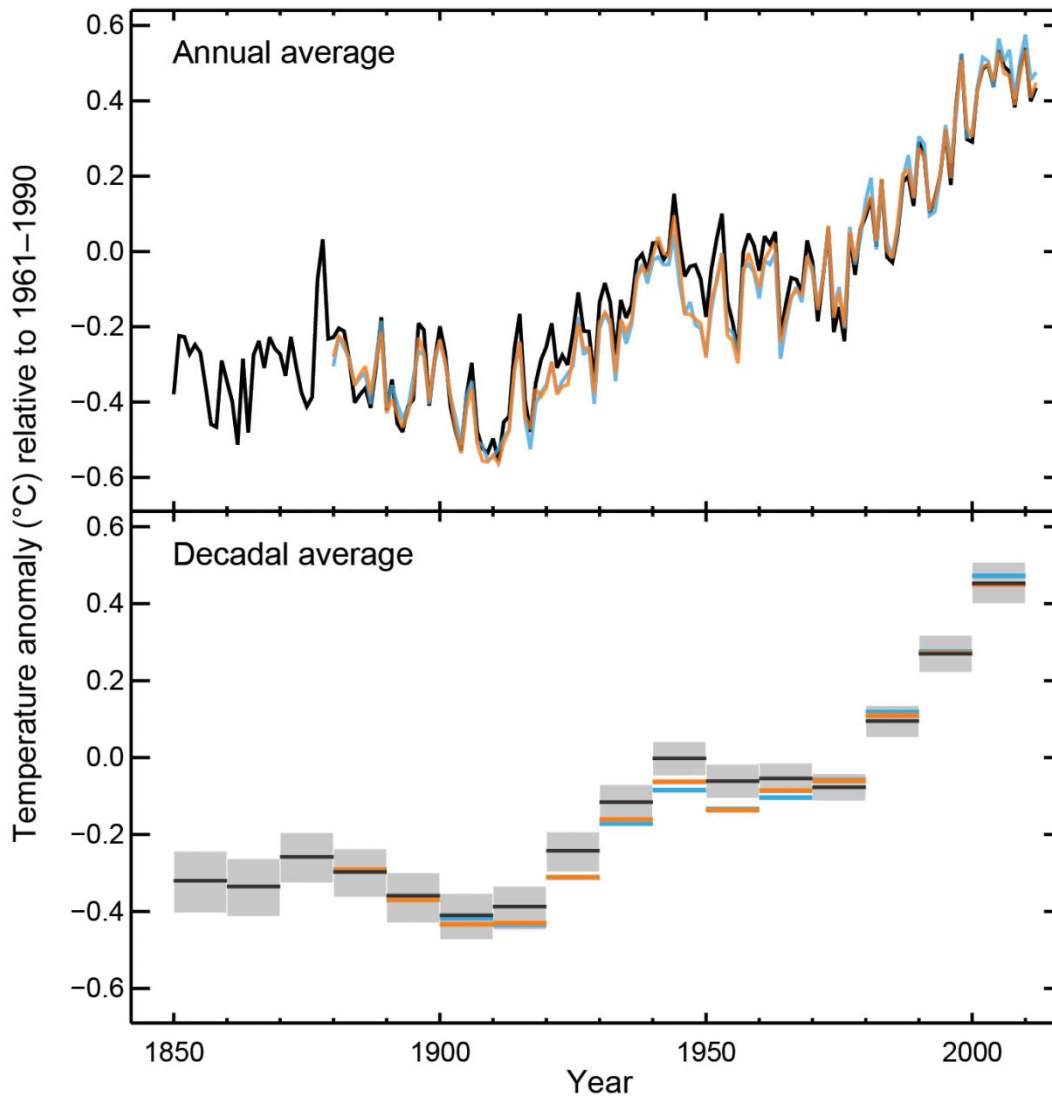 Temperature anomaly (°C) relative to 1961–1990
Annual average
0.6
0.4
0.2
0.0
−0.2
−0.4
−0.6
Decadal average
0.6
0.4
0.2
0.0
−0.2
−0.4
−0.6
1850 1900 1950 2000
Year